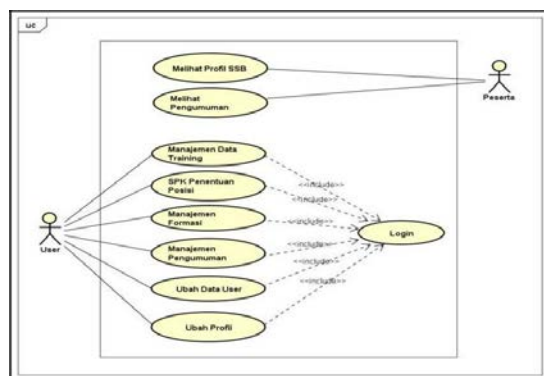 uc
Melihat Profil SSB
Melihat
Pengumuman
Peserta
Manajemen Data
Training
SPK Penentuan
Posisi
Manajemen
Formasi
Manajemen
Pengumuman
Ubah Data User
Ubah Profil
User
<<include>>
<<include>>
<<include>>
<<include>>
<<include>>
<<include>>
Login